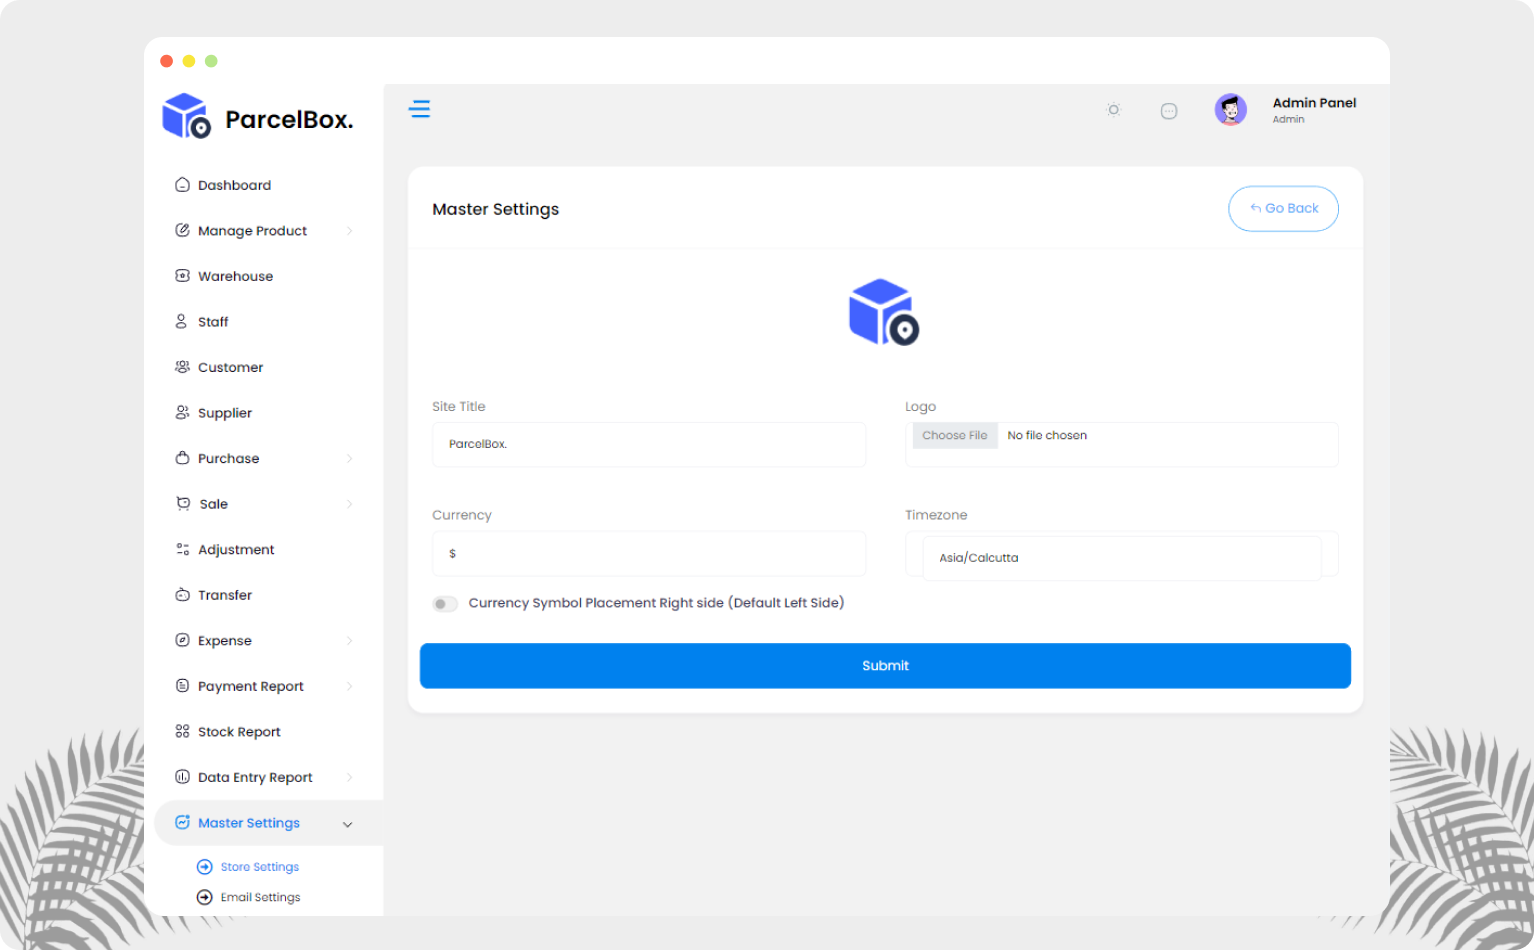 ParcelBox.
Admin Panel
Admin
Dashboard
Manage Product
Warehouse
Staff
Customer
Supplier
Purchase
Sale
Adjustment
Transfer
Expense
Payment Report
Stock Report
Data Entry Report
Master Settings
Store Settings
Email Settings
Master Settings
Go Back
Site Title
ParcelBox.
Logo
Choose File No file chosen
Currency
$
Timezone
Asia/Calcutta
Currency Symbol Placement Right side (Default Left Side)
Submit